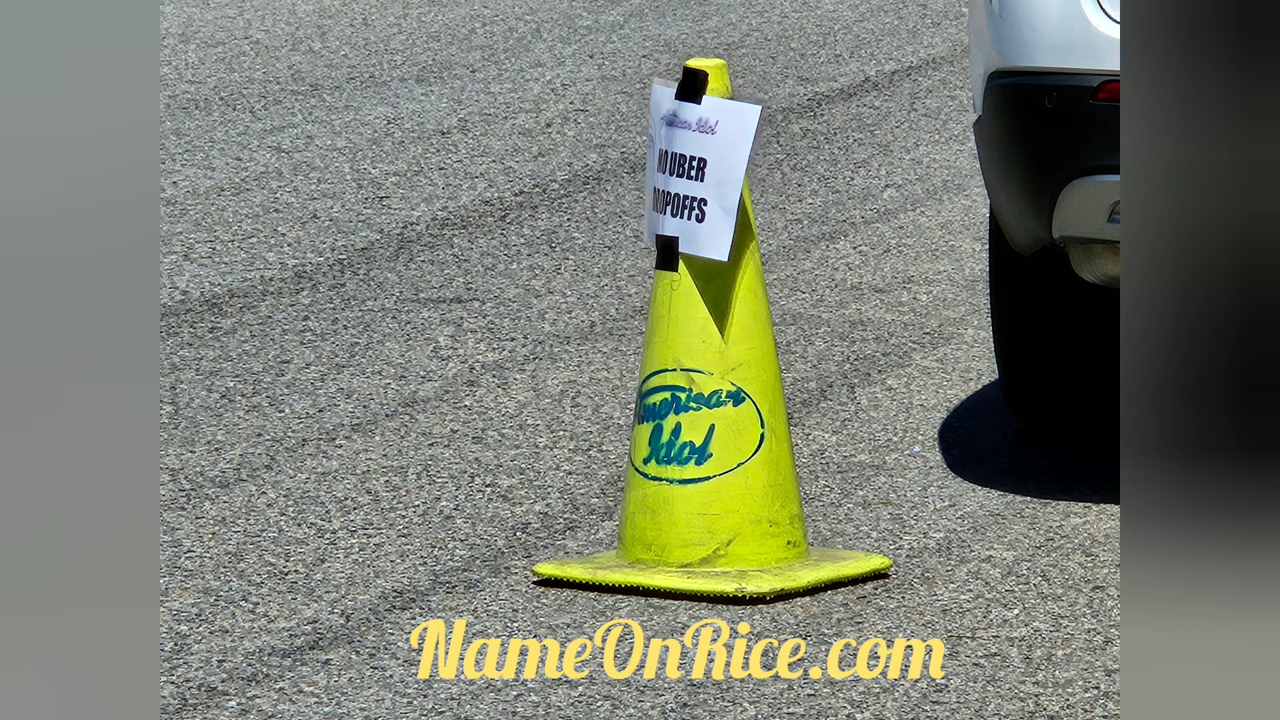 American Idol
NO UBER
DROPOFFS
American
Idol
NameOnRice.com